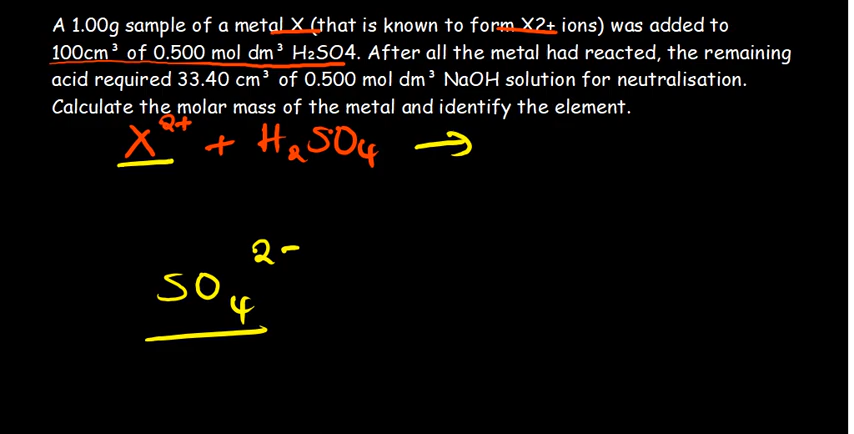 A 1.00g sample of a metal X (that is known to form X2+ ions) was added to
100cm³ of 0.500 mol dm³ H₂SO4. After all the metal had reacted, the remaining
acid required 33.40 cm³ of 0.500 mol dm³ NaOH solution for neutralisation.
Calculate the molar mass of the metal and identify the element.
X²⁺ + H₂SO₄ →
SO₄²⁻